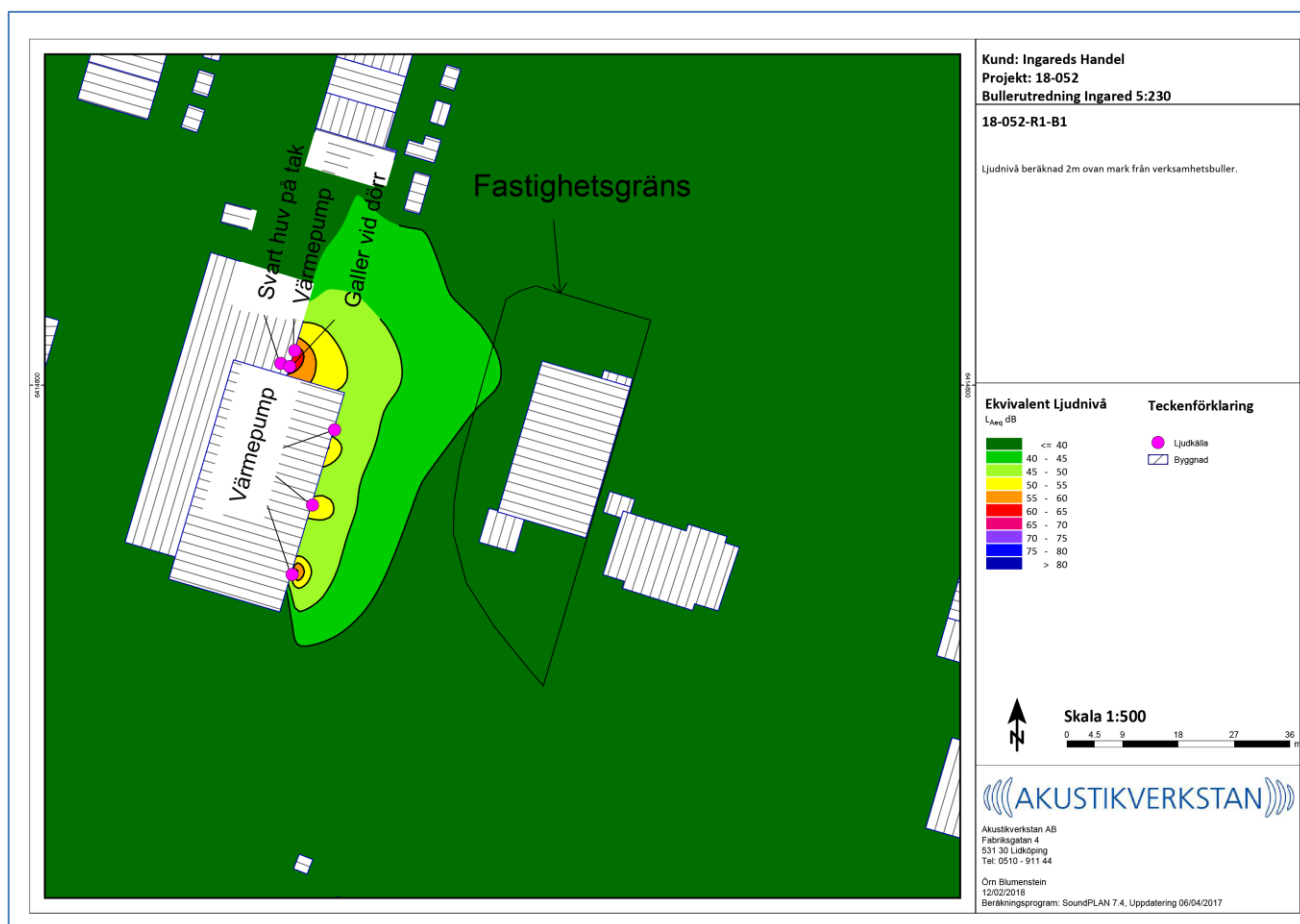 Svart huv på tak
Värmepump
Galler vid dörr
Fastighetsgräns
Värmepump
6414800
6414800
Kund: Ingareds Handel
Projekt: 18-052
Bullerutredning Ingared 5:230
18-052-R1-B1
Ljudnivå beräknad 2m ovan mark från verksamhetsbuller.
Ekvivalent Ljudnivå
LAeq dB
<= 40
40 - 45
45 - 50
50 - 55
55 - 60
60 - 65
65 - 70
70 - 75
75 - 80
> 80
Teckenförklaring
Ljudkälla
Byggnad
N
Skala 1:500
0 4.5 9 18 27 36 m
AKUSTIKVERKSTAN
Akustikverkstan AB
Fabriksgatan 4
531 30 Lidköping
Tel: 0510 - 911 44
Örn Blumenstein
12/02/2018
Beräkningsprogram: SoundPLAN 7.4, Uppdatering 06/04/2017